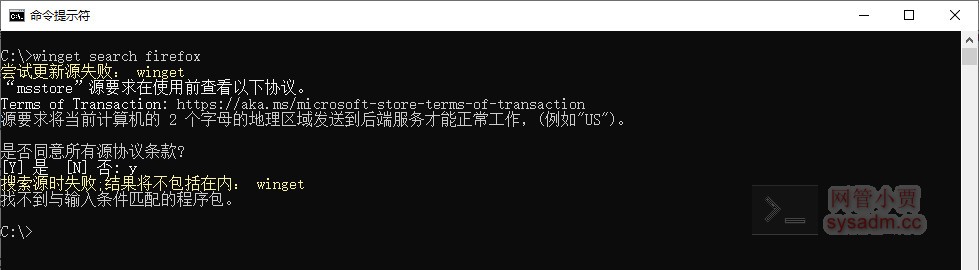 命令提示符
C:\>winget search firefox
尝试更新源失败： winget
“msstore”源要求在使用前查看以下协议。
Terms of Transaction: https://aka.ms/microsoft-store-terms-of-transaction
源要求将当前计算机的 2 个字母的地理区域发送到后端服务才能正常工作，(例如"US")。
是否同意所有源协议条款?
[Y] 是  [N] 否: y
搜索源时失败;结果将不包括在内： winget
找不到与输入条件匹配的程序包。
C:\>
网管小贾
sysadm.cc